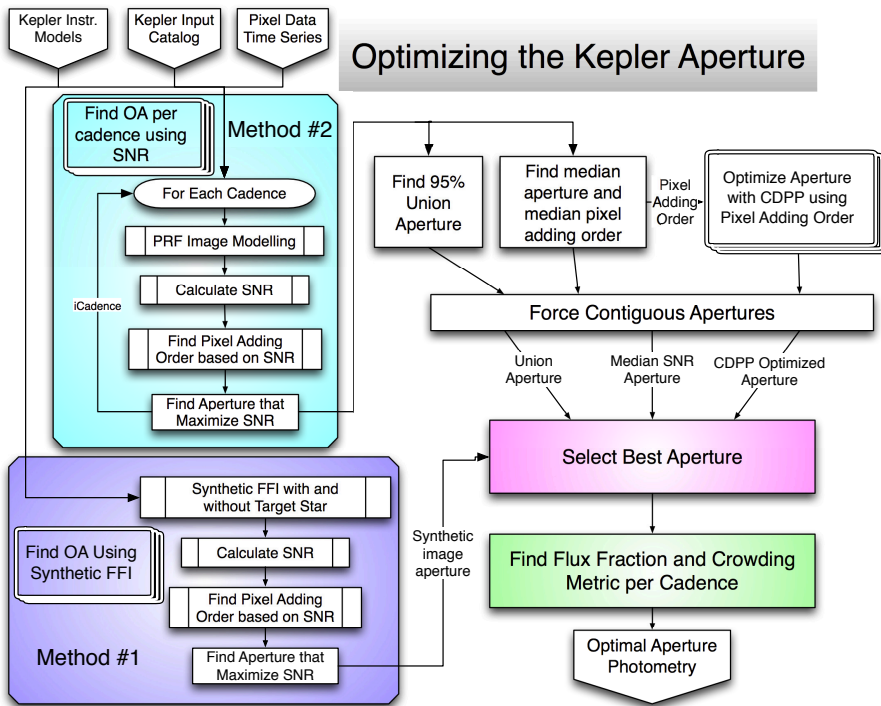 Kepler Instr.
Models
Kepler Input
Catalog
Pixel Data
Time Series
Optimizing the Kepler Aperture
Find OA per
cadence using
SNR
Method #2
For Each Cadence
PRF Image Modelling
Calculate SNR
iCadence
Find Pixel Adding
Order based on SNR
Find Aperture that
Maximize SNR
Find 95%
Union
Aperture
Find median
aperture and
median pixel
adding order
Pixel
Adding
Order
Optimize Aperture
with CDPP using
Pixel Adding Order
Force Contiguous Apertures
Union
Aperture
Median SNR
Aperture
CDPP Optimized
Aperture
Select Best Aperture
Synthetic FFI with and
without Target Star
Find OA Using
Synthetic FFI
Calculate SNR
Find Pixel Adding
Order based on SNR
Method #1
Find Aperture that
Maximize SNR
Synthetic
image
aperture
Find Flux Fraction and Crowding
Metric per Cadence
Optimal Aperture
Photometry